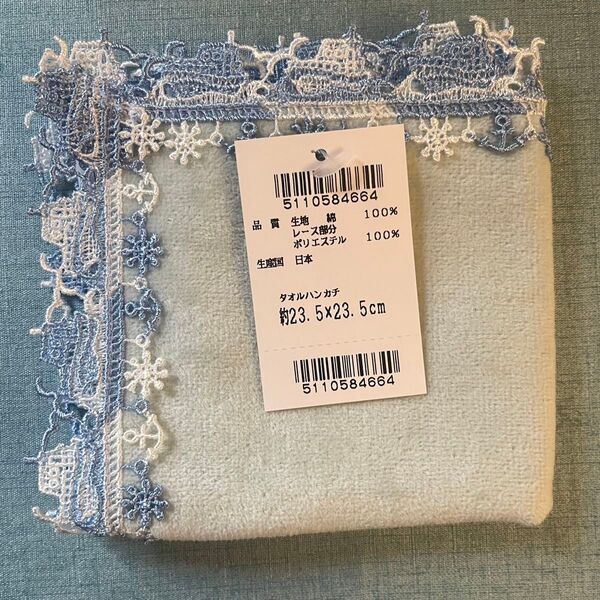 5110584664
品 質 生地 綿 100%
レース部分
ポリエステル 100%
生産国 日本
タオルハンカチ
約23.5×23.5cm
5110584664